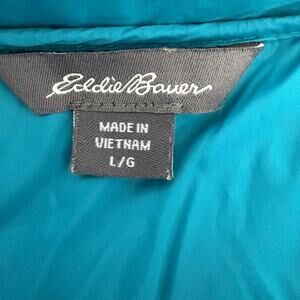 Eddie Bauer
MADE IN
VIETNAM
L/G